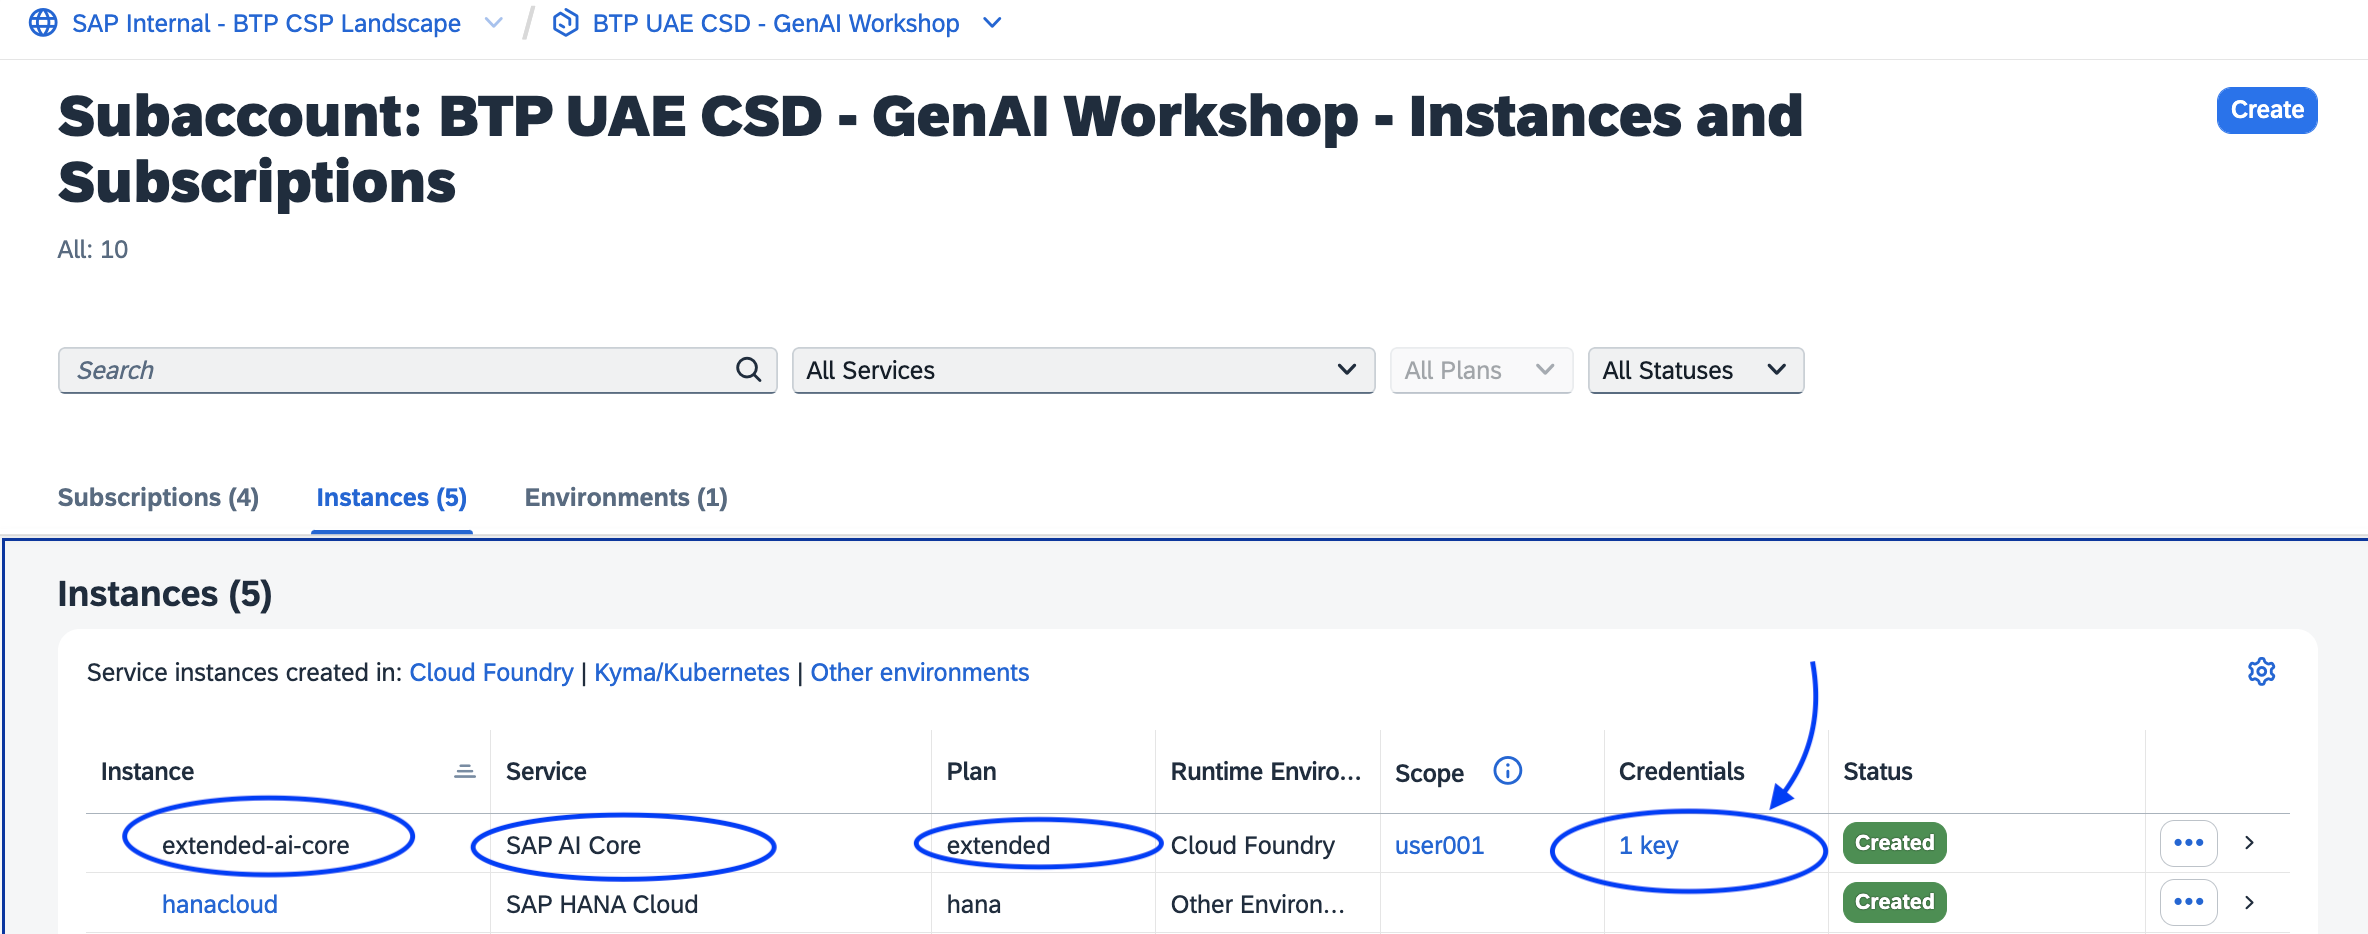 SAP Internal - BTP CSP Landscape / BTP UAE CSD - GenAI Workshop
Subaccount: BTP UAE CSD - GenAI Workshop - Instances and
Subscriptions
Create
All: 10
Search All Services All Plans All Statuses
Subscriptions (4) Instances (5) Environments (1)
Instances (5)
Service instances created in: Cloud Foundry | Kyma/Kubernetes | Other environments
Instance Service Plan Runtime Enviro... Scope Credentials Status
extended-ai-core SAP AI Core extended Cloud Foundry user001 1 key Created
hanacloud SAP HANA Cloud hana Other Environ... Created